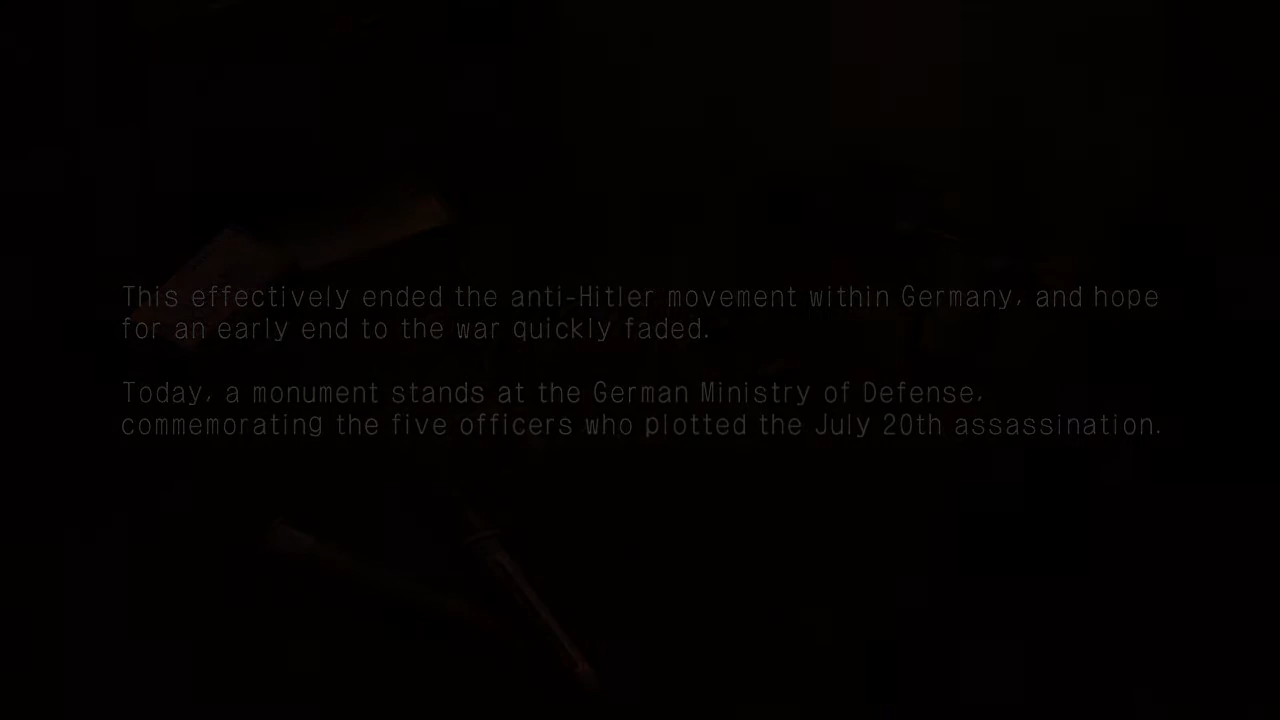 This effectively ended the anti-Hitler movement within Germany, and hope
for an early end to the war quickly faded.
Today, a monument stands at the German Ministry of Defense,
commemorating the five officers who plotted the July 20th assassination.